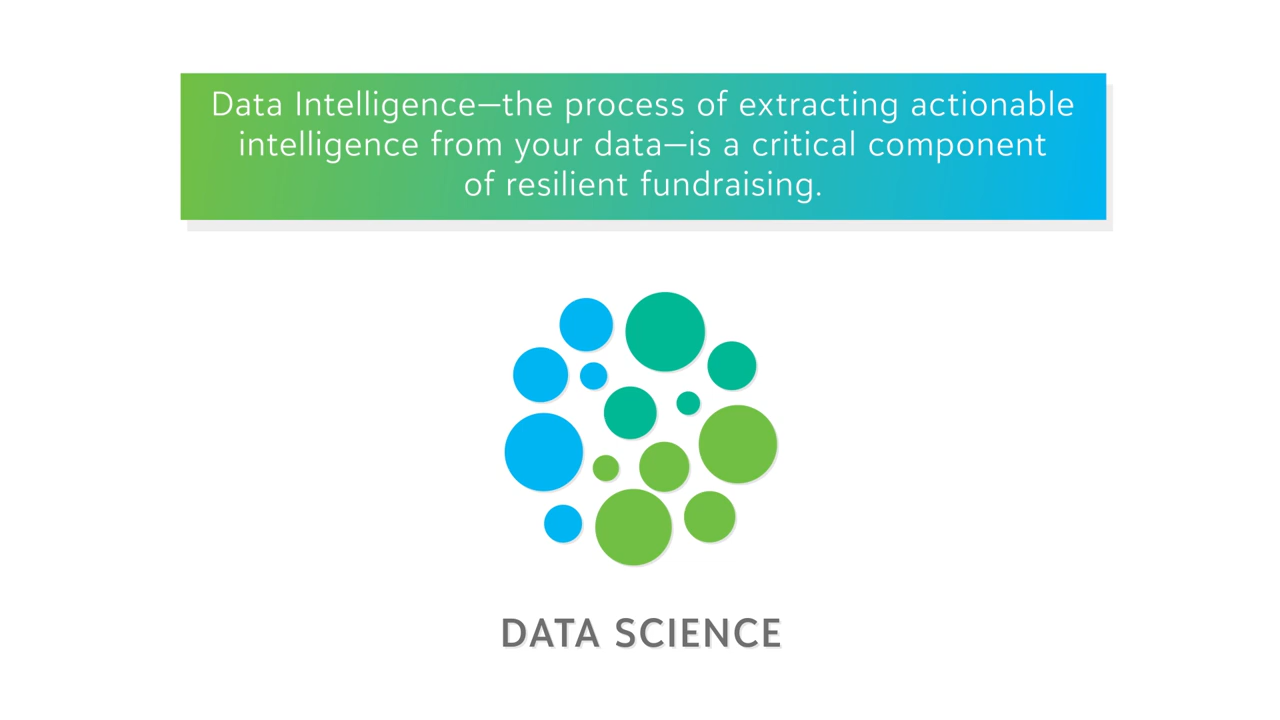 Data Intelligence—the process of extracting actionable
intelligence from your data—is a critical component
of resilient fundraising.
DATA SCIENCE